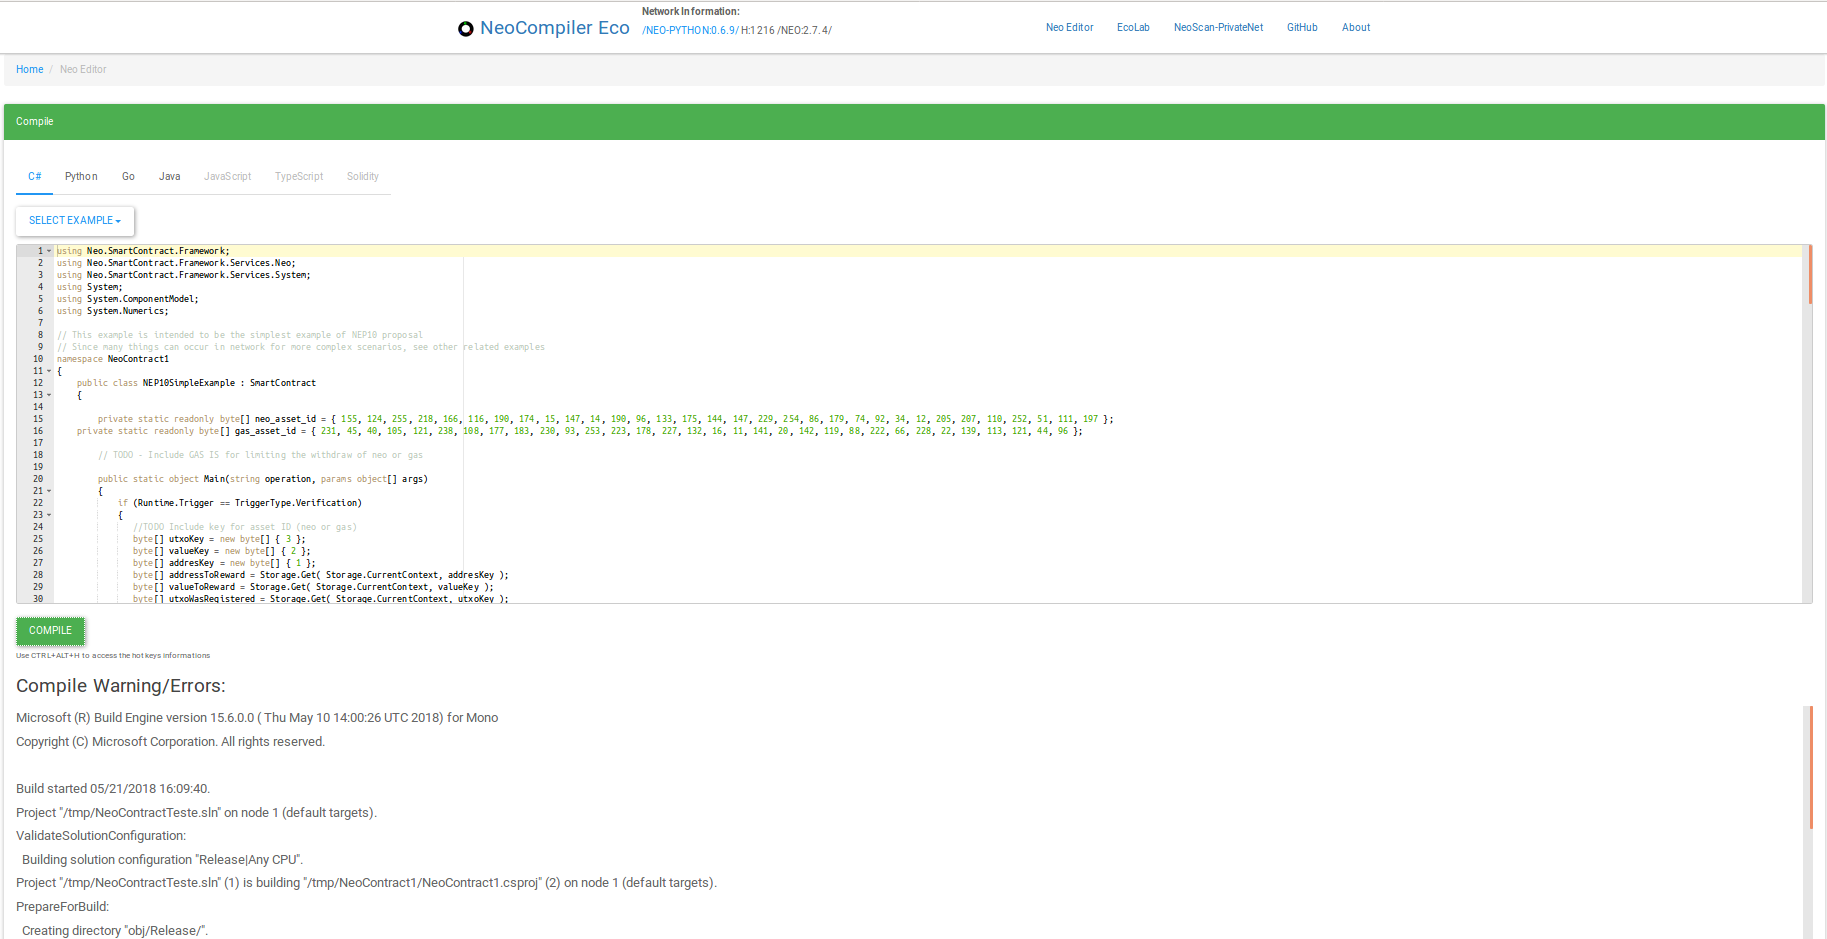 Network Information:
NeoCompiler Eco
/NEO-PYTHON:0.6.9/ H:1216 /NEO:2.7.4/
Neo Editor EcoLab NeoScan-PrivateNet GitHub About
Home / Neo Editor
Compile
C# Python Go Java JavaScript TypeScript Solidity
SELECT EXAMPLE
1 using Neo.SmartContract.Framework;
2 using Neo.SmartContract.Framework.Services.Neo;
3 using Neo.SmartContract.Framework.Services.System;
4 using System;
5 using System.ComponentModel;
6 using System.Numerics;
7
8 // This example is intended to be the simplest example of NEP10 proposal
9 // Since many things can occur in network for more complex scenarios, see other related examples
10 namespace NeoContract1
11 {
12 public class NEP10SimpleExample : SmartContract
13 {
14
15 private static readonly byte[] neo_asset_id = { 155, 124, 255, 218, 166, 116, 190, 174, 15, 147, 14, 190, 96, 133, 175, 144, 147, 229, 254, 86, 179, 74, 92, 34, 12, 205, 207, 110, 252, 51, 111, 197 };
16 private static readonly byte[] gas_asset_id = { 231, 45, 40, 105, 121, 238, 108, 177, 183, 230, 93, 253, 223, 178, 227, 132, 16, 11, 141, 20, 142, 119, 88, 222, 66, 228, 22, 139, 113, 121, 44, 96 };
17
18 // TODO - Include GAS IS for limiting the withdraw of neo or gas
19
20 public static object Main(string operation, params object[] args)
21 {
22 if (Runtime.Trigger == TriggerType.Verification)
23 {
24 //TODO Include key for asset ID (neo or gas)
25 byte[] utxoKey = new byte[] { 3 };
26 byte[] valueKey = new byte[] { 2 };
27 byte[] addresKey = new byte[] { 1 };
28 byte[] addressToReward = Storage.Get( Storage.CurrentContext, addresKey );
29 byte[] valueToReward = Storage.Get( Storage.CurrentContext, valueKey );
30 byte[] utxoWasRegistered = Storage.Get( Storage.CurrentContext, utxoKey );
COMPILE
Use CTRL+ALT+H to access the hot keys informations
Compile Warning/Errors:
Microsoft (R) Build Engine version 15.6.0.0 ( Thu May 10 14:00:26 UTC 2018) for Mono
Copyright (C) Microsoft Corporation. All rights reserved.
Build started 05/21/2018 16:09:40.
Project "/tmp/NeoContractTeste.sln" on node 1 (default targets).
ValidateSolutionConfiguration:
Building solution configuration "Release|Any CPU".
Project "/tmp/NeoContractTeste.sln" (1) is building "/tmp/NeoContract1/NeoContract1.csproj" (2) on node 1 (default targets).
PrepareForBuild:
Creating directory "obj/Release/".